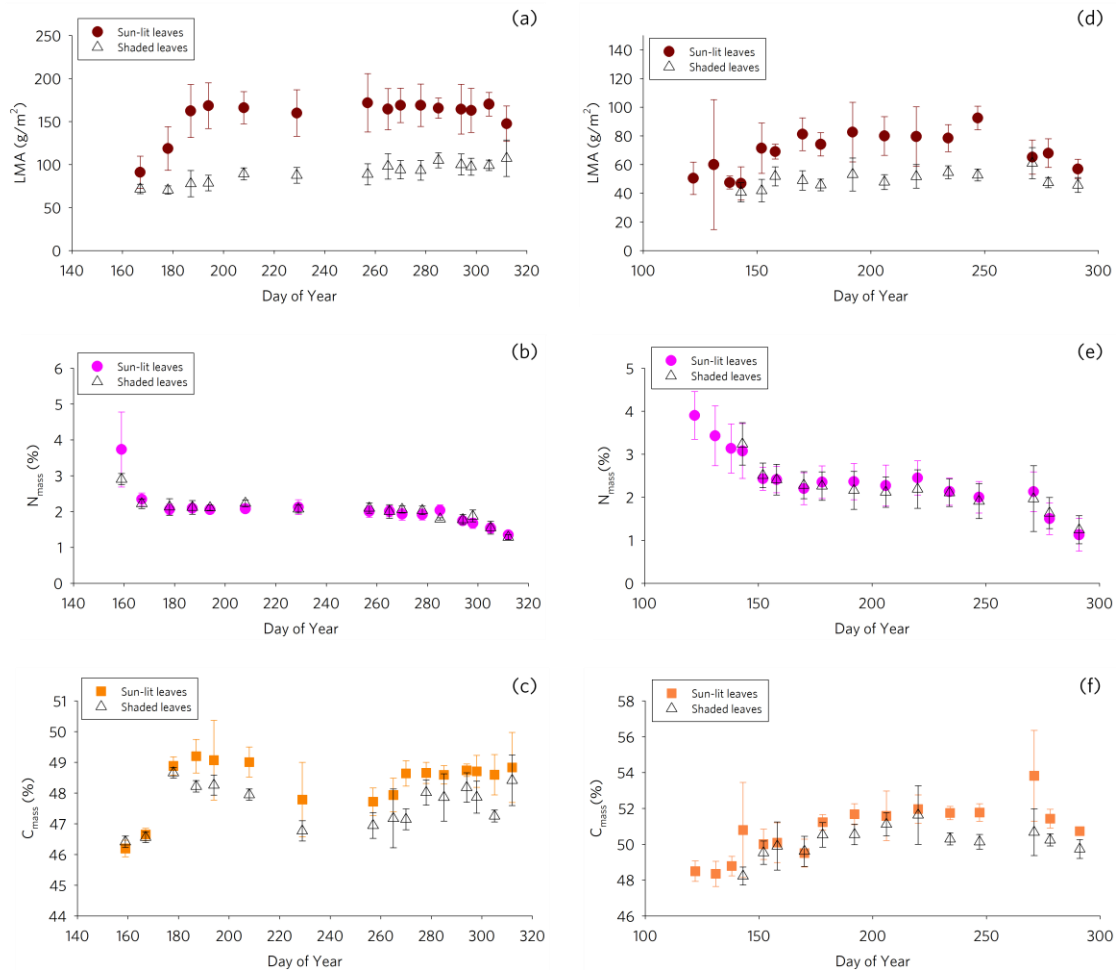 (a)
Sun-lit leaves
Shaded leaves
250
200
150
100
50
0
LMA (g/m²)
140 160 180 200 220 240 260 280 300 320
Day of Year
(d)
Sun-lit leaves
Shaded leaves
140
120
100
80
60
40
20
0
LMA (g/m²)
100 150 200 250 300
Day of Year
(b)
Sun-lit leaves
Shaded leaves
6
5
4
3
2
1
0
Nmass (%)
140 160 180 200 220 240 260 280 300 320
Day of Year
(e)
Sun-lit leaves
Shaded leaves
5
4
3
2
1
0
Nmass (%)
100 150 200 250 300
Day of Year
(c)
Sun-lit leaves
Shaded leaves
51
50
49
48
47
46
45
44
Cmass (%)
140 160 180 200 220 240 260 280 300 320
Day of Year
(f)
Sun-lit leaves
Shaded leaves
58
56
54
52
50
48
46
Cmass (%)
100 150 200 250 300
Day of Year